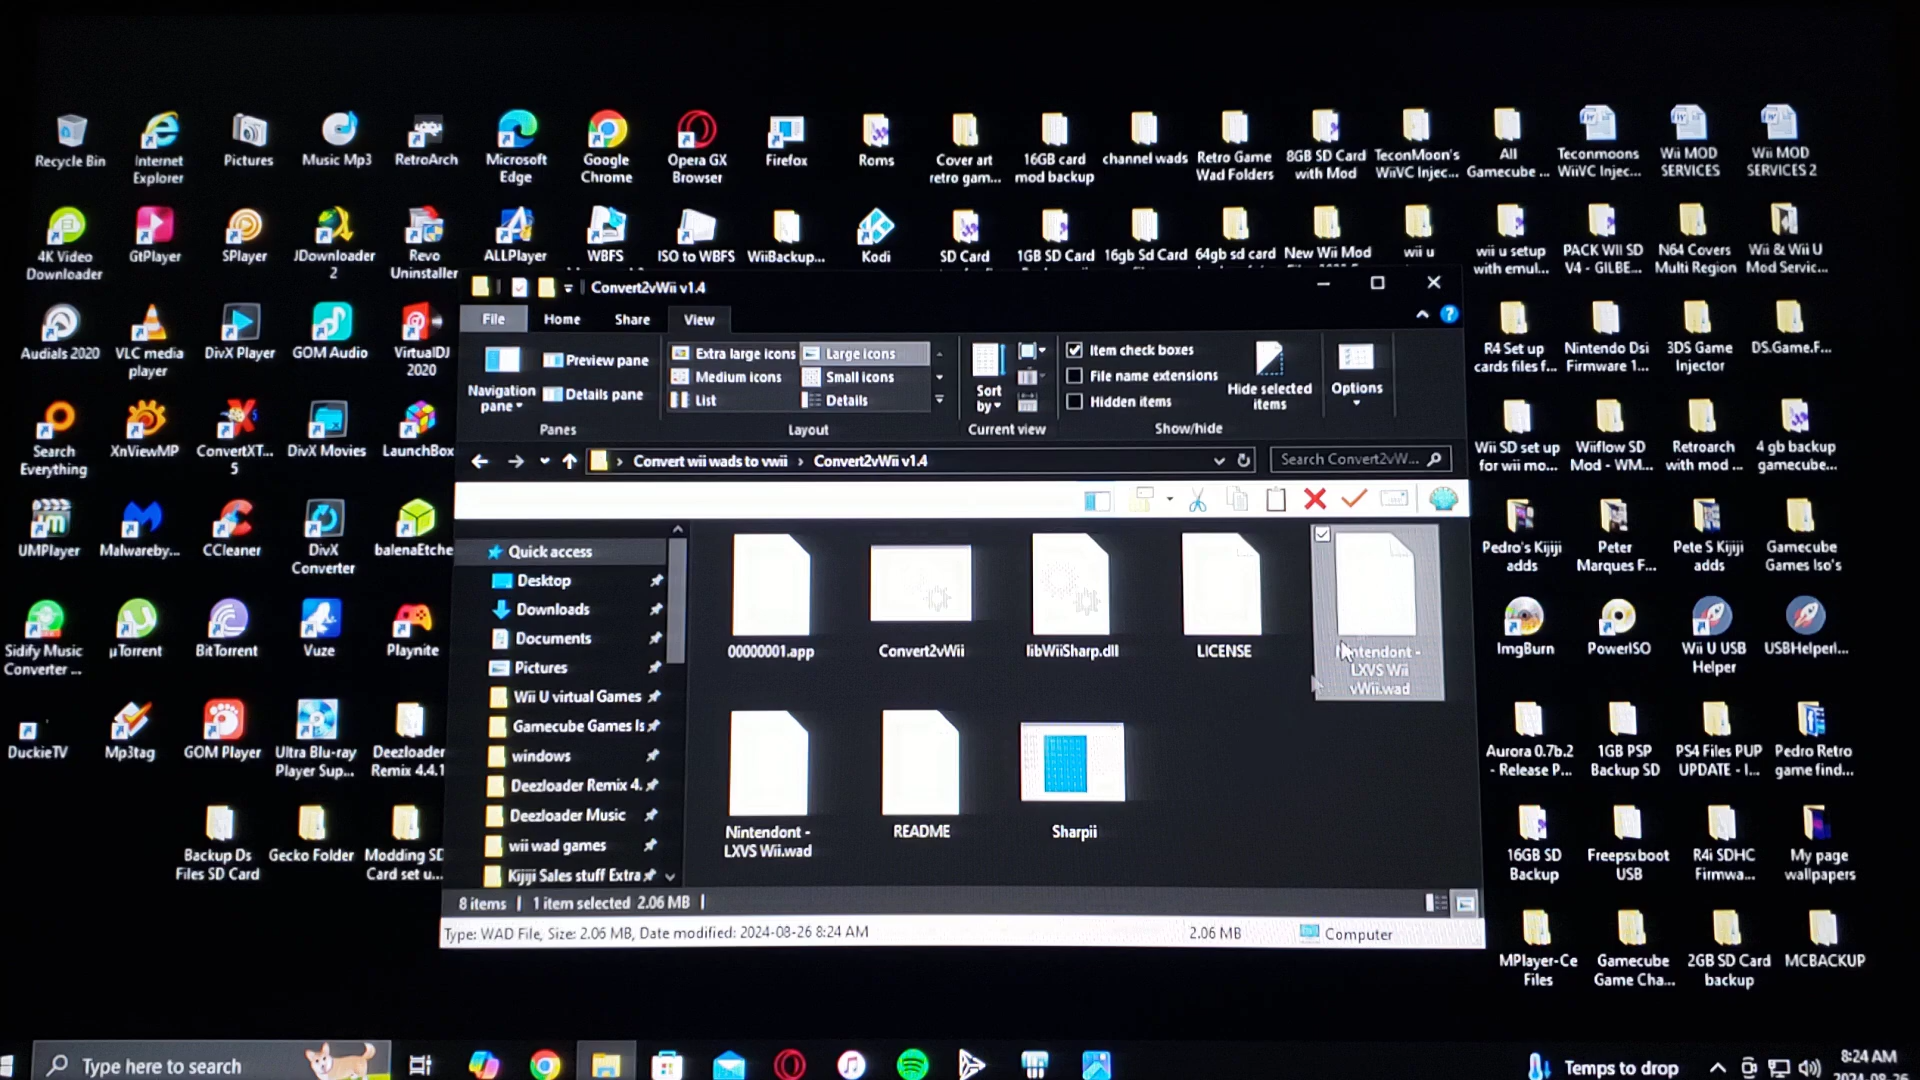 Recycle Bin
Internet
Explorer
Pictures
Music Mp3
RetroArch
Microsoft
Edge
Google
Chrome
Opera GX
Browser
Firefox
Roms
Cover art
retro gam...
16GB card
mod backup
channel wads
Retro Game
Wad Folders
8GB SD Card
with Mod
TeconMoon's
WiiVC Injec...
All
Gamecube ...
Teconmoons
WiiVC Injec...
Wii MOD
SERVICES
Wii MOD
SERVICES 2
4K Video
Downloader
GtPlayer
SPlayer
JDownloader
2
Revo
Uninstaller
ALLPlayer
WBFS
ISO to WBFS
WiiBackup...
Kodi
SD Card
1GB SD Card
16gb Sd Card
64gb sd card
New Wii Mod
wii u
wii u setup
with emul...
PACK WII SD
V4 - GILBE...
N64 Covers
Multi Region
Wii & Wii U
Mod Servic...
Convert2vWii v1.4
File
Home
Share
View
Navigation
pane
Preview pane
Details pane
Panes
Extra large icons
Large icons
Medium icons
Small icons
List
Details
Layout
Sort
by
Current view
Item check boxes
File name extensions
Hidden items
Hide selected
items
Show/hide
Options
Convert wii wads to vwii
Convert2vWii v1.4
Search Convert2vW...
Quick access
Desktop
Downloads
Documents
Pictures
Wii U virtual Games
Gamecube Games Is
windows
Deezloader Remix 4.
Deezloader Music
wii wad games
Kijiji Sales stuff Extra
00000001.app
Convert2vWii
libWiiSharp.dll
LICENSE
Nintendont -
LXVS Wii
vWii.wad
Nintendont -
LXVS Wii.wad
README
Sharpii
8 items
1 item selected 2.06 MB
Type: WAD File, Size: 2.06 MB, Date modified: 2024-08-26 8:24 AM
2.06 MB
Computer
Audials 2020
VLC media
player
DivX Player
GOM Audio
VirtualDJ
2020
R4 Set up
cards files f...
Nintendo Dsi
Firmware 1...
3DS Game
Injector
DS.Game.F...
Search
Everything
XnViewMP
ConvertXT...
5
DivX Movies
LaunchBox
Wii SD set up
for wii mo...
Wiiflow SD
Mod - WM...
Retroarch
with mod ...
4 gb backup
gamecube...
UMPlayer
Malwareby...
CCleaner
DivX
Converter
balenaEtche
Pedro's Kijiji
adds
Peter
Marques F...
Pete S Kijiji
adds
Gamecube
Games Iso's
Sidify Music
Converter ...
µTorrent
BitTorrent
Vuze
Playnite
ImgBurn
PowerISO
Wii U USB
Helper
USBHelperl...
DuckieTV
Mp3tag
GOM Player
Ultra Blu-ray
Player Sup...
Deezloader
Remix 4.4.1
Aurora 0.7b.2
- Release P...
1GB PSP
Backup SD
PS4 Files PUP
UPDATE - I...
Pedro Retro
game find...
Backup Ds
Files SD Card
Gecko Folder
Modding SD
Card set u...
16GB SD
Backup
Freepsxboot
USB
R4i SDHC
Firmwa...
My page
wallpapers
MPlayer-Ce
Files
Gamecube
Game Cha...
2GB SD Card
backup
MCBACKUP
Type here to search
Temps to drop
8:24 AM
2024-08-26